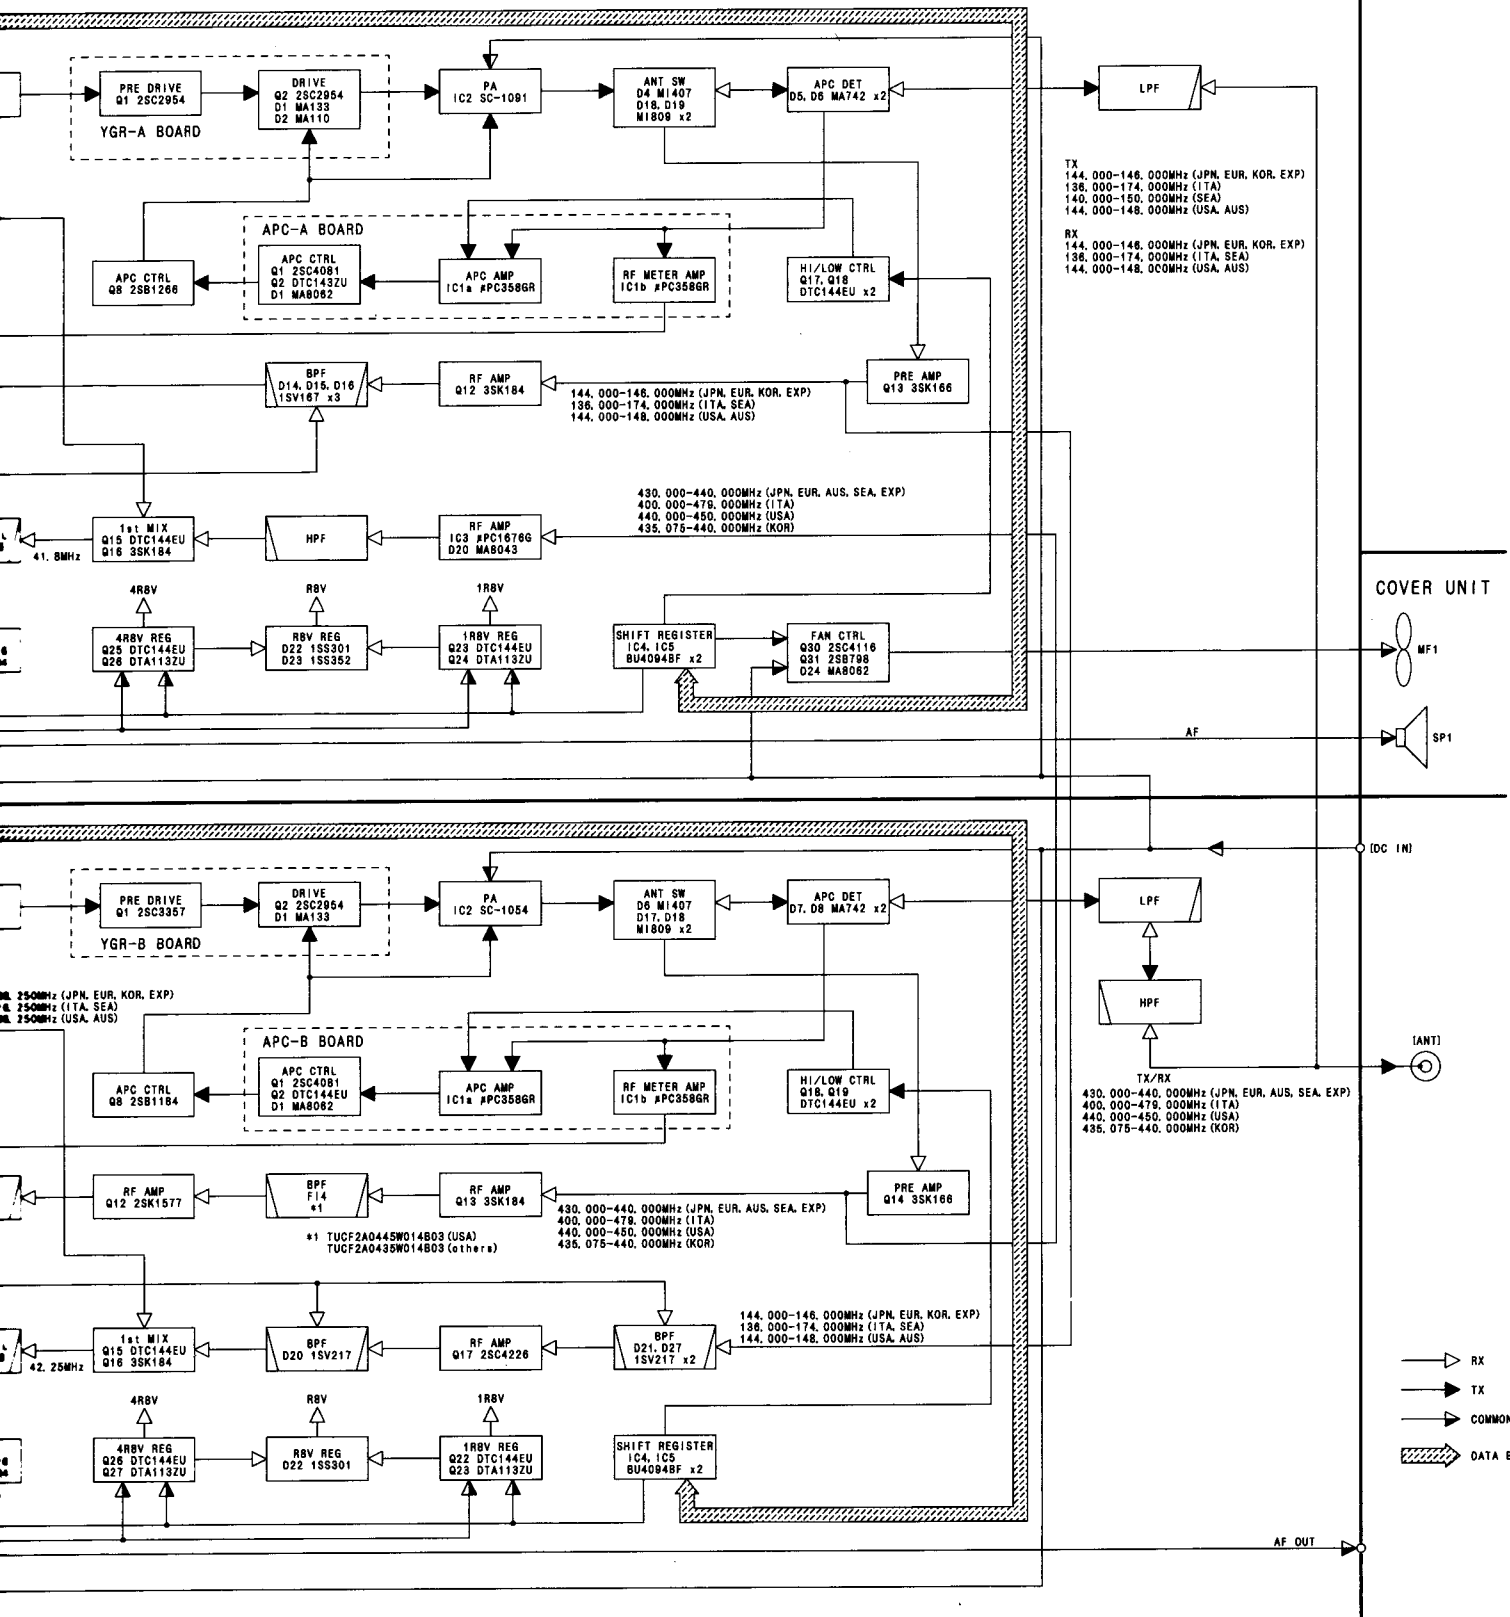 PRE DRIVE
Q1 2SC2954
YGR-A BOARD
DRIVE
Q2 2SC2954
D1 MA133
D2 MA110
PA
IC2 SC-1091
ANT SW
D4 MI407
D18, D19
MI809 x2
APC DET
D5, D6 MA742 x2
LPF
TX
144. 000-146. 000MHz (JPN, EUR, KOR, EXP)
136. 000-174. 000MHz (ITA)
140. 000-150. 000MHz (SEA)
144. 000-148. 000MHz (USA, AUS)
RX
144. 000-146. 000MHz (JPN, EUR, KOR, EXP)
136. 000-174. 000MHz (ITA, SEA)
144. 000-148. 000MHz (USA, AUS)
APC-A BOARD
APC CTRL
Q8 2SB1266
APC CTRL
Q1 2SC4081
Q2 DTC143ZU
D1 MA8062
APC AMP
IC1a μPC358GR
RF METER AMP
IC1b μPC358GR
HI/LOW CTRL
Q17, Q18
DTC144EU x2
BPF
D14, D15, D16
1SV167 x3
RF AMP
Q12 3SK184
144. 000-146. 000MHz (JPN, EUR, KOR, EXP)
136. 000-174. 000MHz (ITA, SEA)
144. 000-148. 000MHz (USA, AUS)
PRE AMP
Q13 3SK166
430. 000-440. 000MHz (JPN, EUR, AUS, SEA, EXP)
400. 000-479. 000MHz (ITA)
440. 000-450. 000MHz (USA)
435. 075-440. 000MHz (KOR)
41. 8MHz
1st MIX
Q15 DTC144EU
Q16 3SK184
HPF
RF AMP
IC3 μPC1676G
D20 MA8043
4R8V
R8V
1R8V
4R8V REG
Q25 DTC144EU
Q26 DTA113ZU
R8V REG
D22 1SS301
D23 1SS352
1R8V REG
Q23 DTC144EU
Q24 DTA113ZU
SHIFT REGISTER
IC4, IC5
BU4094BF x2
FAN CTRL
Q30 2SC4116
Q31 2SB798
D24 MA8062
COVER UNIT
MF1
AF
SP1
[DC IN]
PRE DRIVE
Q1 2SC3357
YGR-B BOARD
DRIVE
Q2 2SC2954
D1 MA133
PA
IC2 SC-1054
ANT SW
D6 MI407
D17, D18
MI809 x2
APC DET
D7, D8 MA742 x2
LPF
HPF
250MHz (JPN, EUR, KOR, EXP)
250MHz (ITA, SEA)
250MHz (USA, AUS)
APC-B BOARD
APC CTRL
Q8 2SB1184
APC CTRL
Q1 2SC4081
Q2 DTC144EU
D1 MA8062
APC AMP
IC1a μPC358GR
RF METER AMP
IC1b μPC358GR
HI/LOW CTRL
Q18, Q19
DTC144EU x2
[ANT]
TX/RX
430. 000-440. 000MHz (JPN, EUR, AUS, SEA, EXP)
400. 000-479. 000MHz (ITA)
440. 000-450. 000MHz (USA)
435. 075-440. 000MHz (KOR)
RF AMP
Q12 2SK1577
BPF
FI4
*1
RF AMP
Q13 3SK184
PRE AMP
Q14 3SK166
430. 000-440. 000MHz (JPN, EUR, AUS, SEA, EXP)
400. 000-479. 000MHz (ITA)
440. 000-450. 000MHz (USA)
435. 075-440. 000MHz (KOR)
*1 TUCF2A0445W014B03 (USA)
TUCF2A0435W014B03 (others)
144. 000-146. 000MHz (JPN, EUR, KOR, EXP)
136. 000-174. 000MHz (ITA, SEA)
144. 000-148. 000MHz (USA, AUS)
42. 25MHz
1st MIX
Q15 DTC144EU
Q16 3SK184
BPF
D20 1SV217
RF AMP
Q17 2SC4226
BPF
D21, D27
1SV217 x2
4R8V
R8V
1R8V
4R8V REG
Q26 DTC144EU
Q27 DTA113ZU
R8V REG
D22 1SS301
1R8V REG
Q22 DTC144EU
Q23 DTA113ZU
SHIFT REGISTER
IC4, IC5
BU4094BF x2
RX
TX
COMMON
DATA
AF OUT